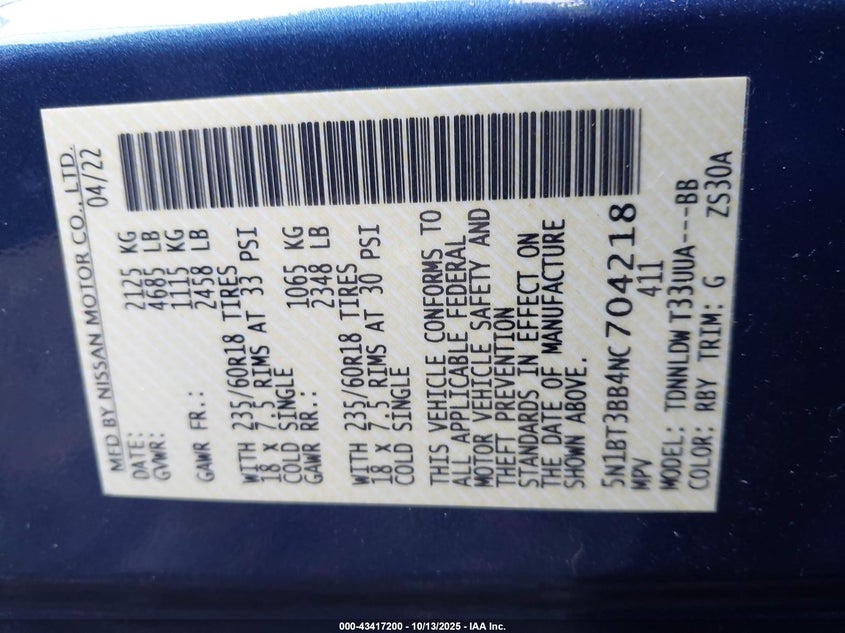 MFD BY NISSAN MOTOR CO., LTD.
DATE: 04/22
GVWR: 2125 KG
4685 LB
GAWR FR.: 1115 KG
2458 LB
WITH 235/60R18 TIRES
18 x 7.5 RIMS AT 33 PSI
COLD SINGLE
GAWR RR.: 1065 KG
2348 LB
WITH 235/60R18 TIRES
18 x 7.5 RIMS AT 30 PSI
COLD SINGLE
THIS VEHICLE CONFORMS TO
ALL APPLICABLE FEDERAL
MOTOR VEHICLE SAFETY AND
THEFT PREVENTION
STANDARDS IN EFFECT ON
THE DATE OF MANUFACTURE
SHOWN ABOVE.
5N1BT3BB4NC704218
MPV 411
MODEL: TDNNLDW T33UUA---BB
COLOR: RBY TRIM: G ZS30A
000-43417200 - 10/13/2025 - IAA Inc.